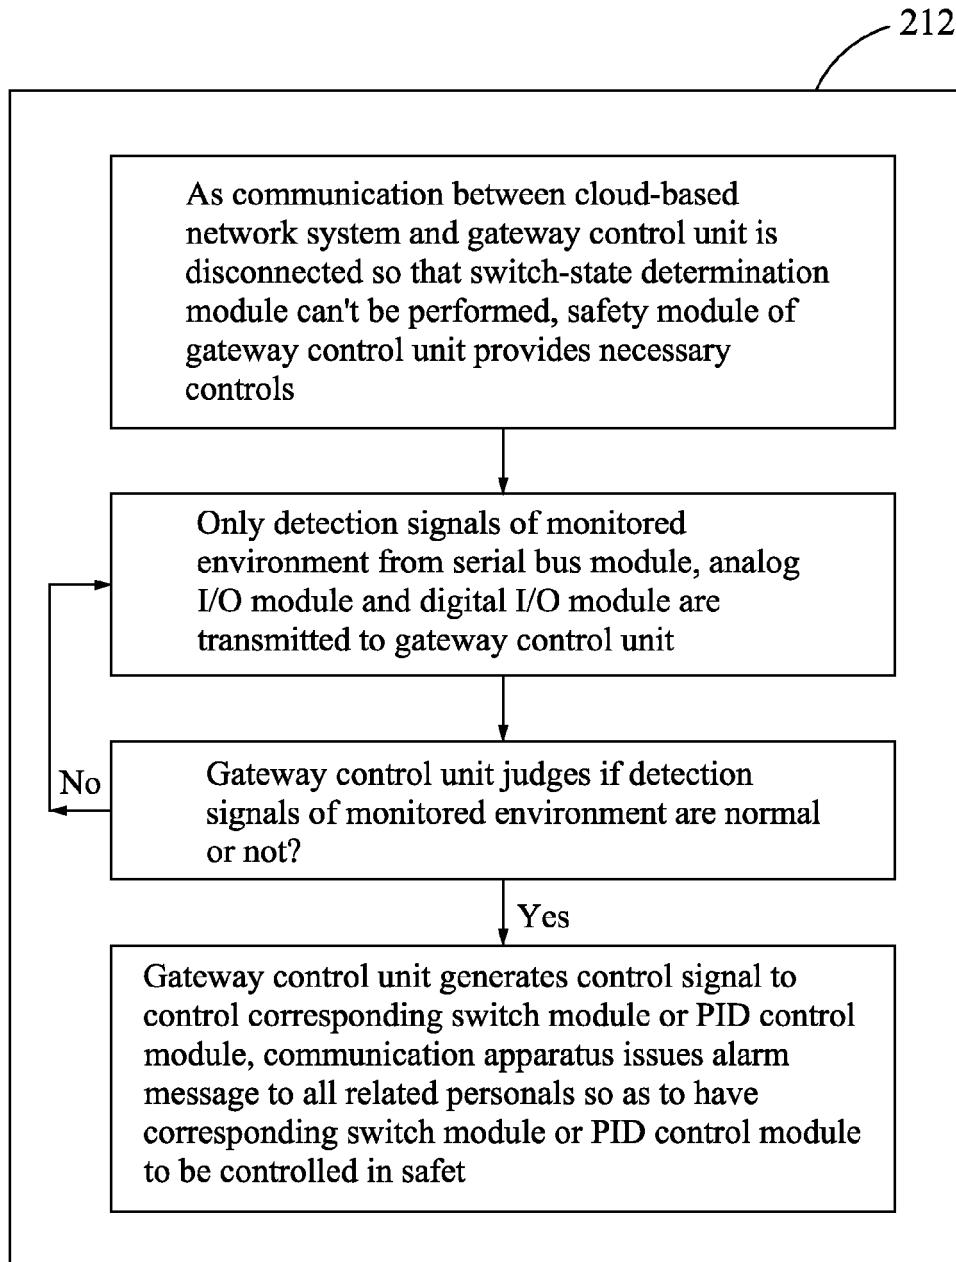 212
As communication between cloud-based
network system and gateway control unit is
disconnected so that switch-state determination
module can't be performed, safety module of
gateway control unit provides necessary
controls
Only detection signals of monitored
environment from serial bus module, analog
I/O module and digital I/O module are
transmitted to gateway control unit
No
Gateway control unit judges if detection
signals of monitored environment are normal
or not?
Yes
Gateway control unit generates control signal to
control corresponding switch module or PID control
module, communication apparatus issues alarm
message to all related personals so as to have
corresponding switch module or PID control module
to be controlled in safet